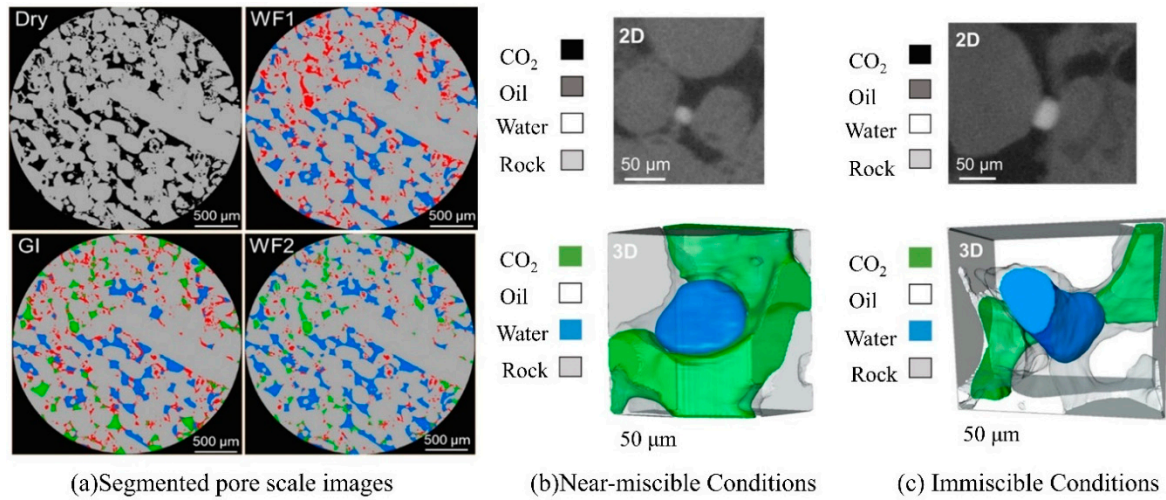 Dry
500 µm
WF1
500 µm
GI
500 µm
WF2
500 µm
(a)Segmented pore scale images
CO2
Oil
Water
Rock
2D
50 µm
CO2
Oil
Water
Rock
3D
50 µm
(b)Near-miscible Conditions
CO2
Oil
Water
Rock
2D
50 µm
CO2
Oil
Water
Rock
3D
50 µm
(c) Immiscible Conditions